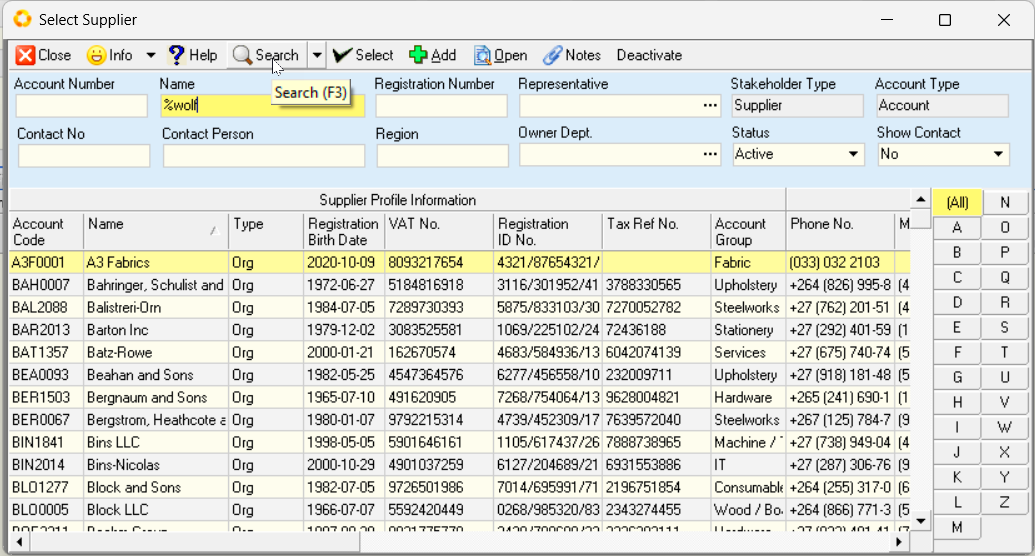 Select Supplier
Close Info Help Search Select Add Open Notes Deactivate
Search (F3)
Account Number Name Registration Number Representative Stakeholder Type Account Type
%wolf ... Supplier Account
Contact No Contact Person Region Owner Dept. Status Show Contact
... Active No
Supplier Profile Information
Account Code Name Type Registration Birth Date VAT No. Registration ID No. Tax Ref No. Account Group Phone No. M
A3F0001 A3 Fabrics Org 2020-10-09 8093217654 4321/87654321/ Fabric (033) 032 2103
BAH0007 Bahringer, Schulist and Org 1972-06-27 5184816918 3116/301952/41 3788330565 Upholstery +264 (826) 995-8 (4
BAL2088 Balistreri-Orn Org 1984-07-05 7289730393 5875/833103/30 7270052782 Steelworks +27 (762) 201-51 (4
BAR2013 Barton Inc Org 1979-12-02 3083525581 1069/225102/24 72436188 Stationery +27 (292) 401-59 (1
BAT1357 Batz-Rowe Org 2000-01-21 162670574 4683/584936/13 6042074139 Services +27 (675) 740-74 (5
BEA0093 Beahan and Sons Org 1982-05-25 4547364576 6277/456558/10 232009711 Upholstery +27 (918) 181-48 (5
BER1503 Bergnaum and Sons Org 1965-07-10 491620905 7268/754064/13 9628004821 Hardware +265 (241) 690-1 (1
BER0067 Bergstrom, Heathcote a Org 1980-01-07 9792215314 4739/452309/17 7639572040 Steelworks +267 (125) 784-7 (9
BIN1841 Bins LLC Org 1998-05-05 5901646161 1105/617437/26 7888738965 Machine / +27 (738) 949-04 (4
BIN2014 Bins-Nicolas Org 2000-10-29 4901037259 6127/204689/21 6931553886 IT +27 (287) 306-76 (9
BLO1277 Block and Sons Org 1982-07-05 9726501986 7014/695991/71 2196751854 Consumable +264 (255) 317-0 (6
BLO0005 Block LLC Org 1966-07-07 5592420449 0268/985320/83 2343274455 Wood / Bo +264 (866) 771-3 (5
(All) N
A O
B P
C Q
D R
E S
F T
G U
H V
I W
J X
K Y
L Z
M